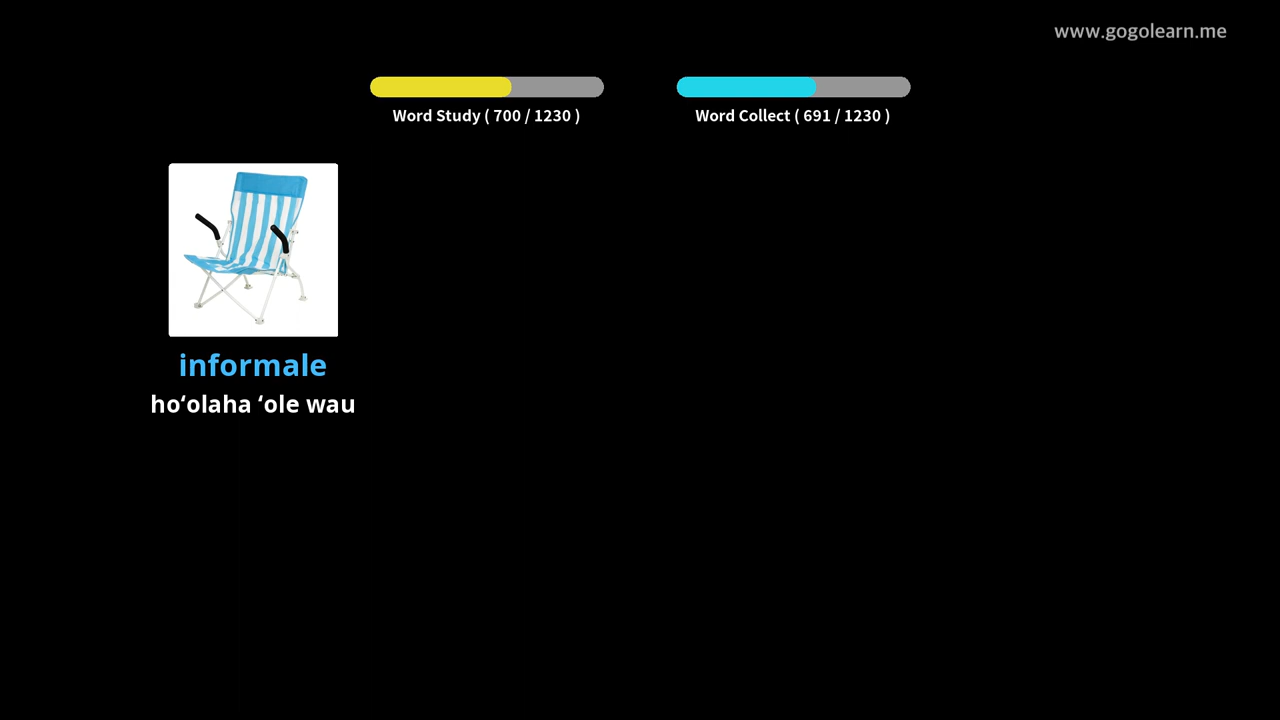 www.gogolearn.me
Word Study ( 700 / 1230 )
Word Collect ( 691 / 1230 )
informale
hoʻolaha ʻole wau